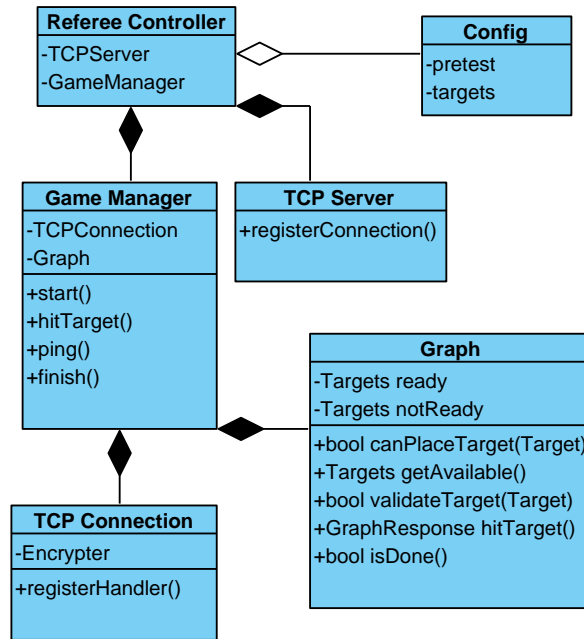 Referee Controller
-TCPServer
-GameManager
Config
-pretest
-targets
Game Manager
-TCPConnection
-Graph
+start()
+hitTarget()
+ping()
+finish()
TCP Server
+registerConnection()
Graph
-Targets ready
-Targets notReady
+bool canPlaceTarget(Target)
+Targets getAvailable()
+bool validateTarget(Target)
+GraphResponse hitTarget()
+bool isDone()
TCP Connection
-Encrypter
+registerHandler()